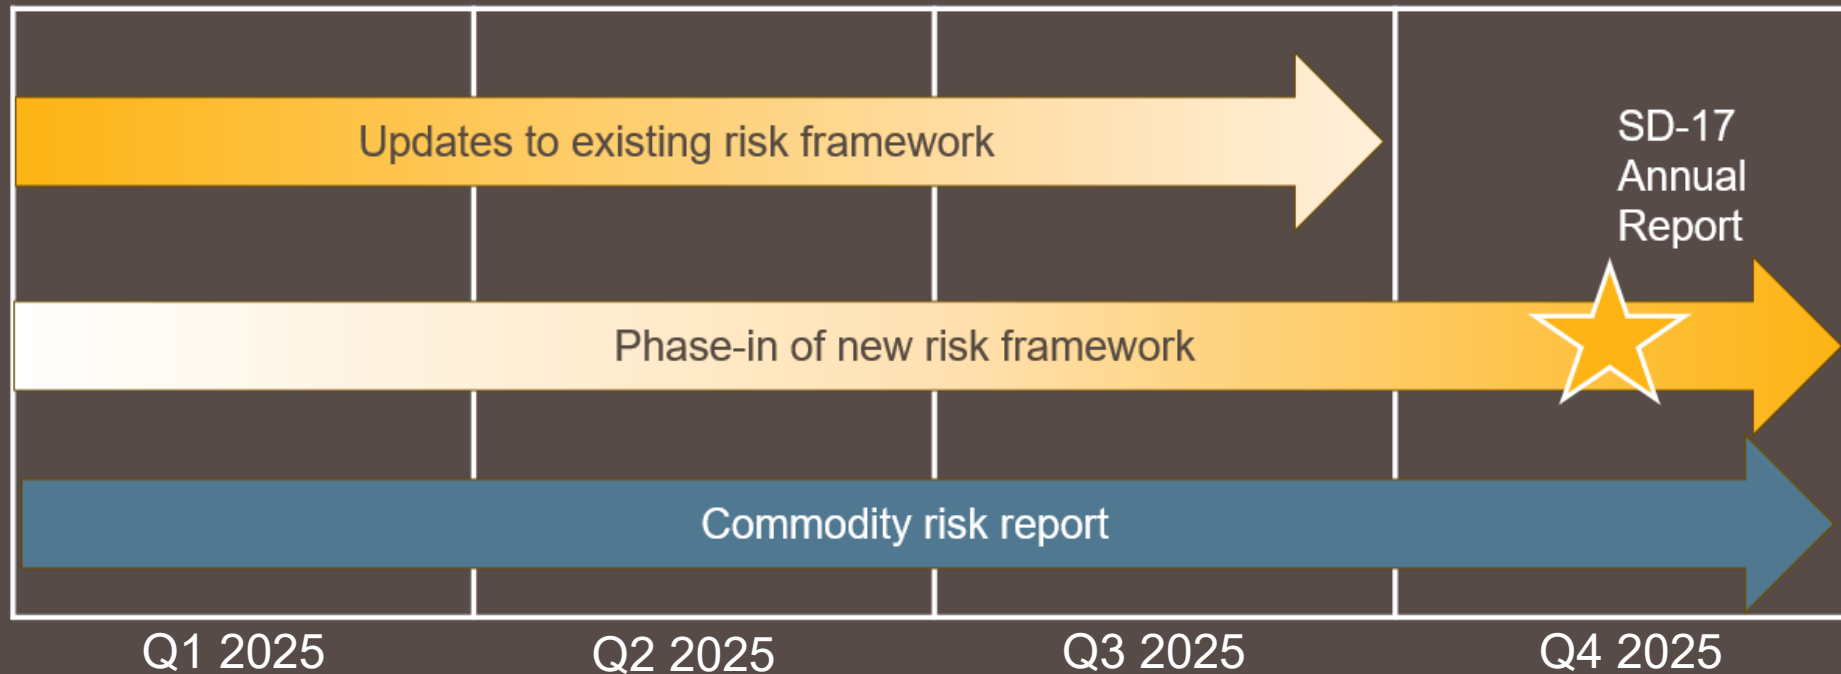 Updates to existing risk framework
SD-17
Annual
Report
Phase-in of new risk framework
Commodity risk report
Q1 2025
Q2 2025
Q3 2025
Q4 2025